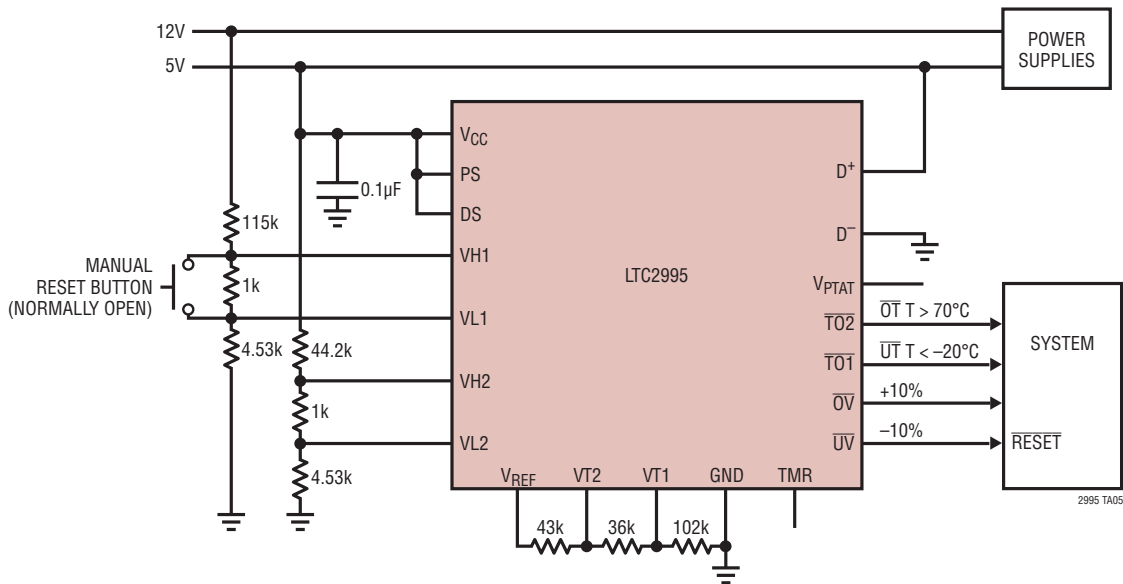 12V
5V
POWER
SUPPLIES
VCC
PS
DS
0.1µF
D+
D–
115k
VH1
MANUAL
RESET BUTTON
(NORMALLY OPEN)
1k
LTC2995
VPTAT
VL1
TO2
OT T > 70°C
4.53k
44.2k
TO1
UT T < –20°C
SYSTEM
VH2
1k
OV
+10%
VL2
UV
–10%
RESET
4.53k
VREF
VT2
VT1
GND
TMR
43k
36k
102k
2995 TA05